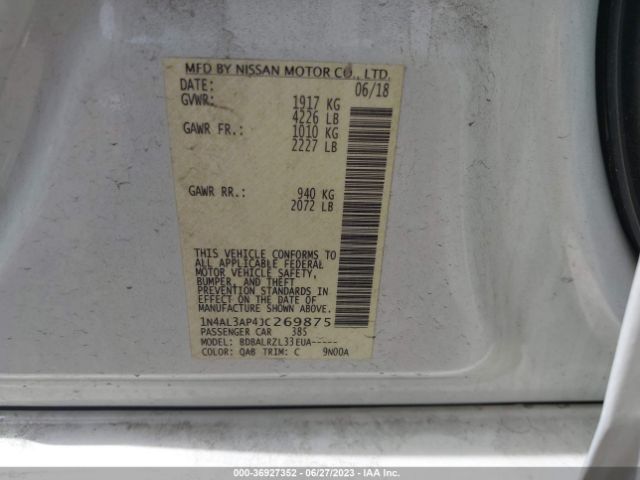 MFD BY NISSAN MOTOR CO., LTD.
DATE: 06/18
GVWR: 1917 KG
4226 LB
GAWR FR.: 1010 KG
2227 LB
GAWR RR.: 940 KG
2072 LB
THIS VEHICLE CONFORMS TO
ALL APPLICABLE FEDERAL
MOTOR VEHICLE SAFETY,
BUMPER, AND THEFT
PREVENTION STANDARDS
IN EFFECT ON THE DATE OF
MANUFACTURE SHOWN ABOVE.
1N4AL3AP4JC269875
PASSENGER CAR 385
MODEL: BDBALRZL33EUA-----
COLOR: QAB TRIM: C 9N00A
000-36927352 / 06/27/2023 - IAA Inc.